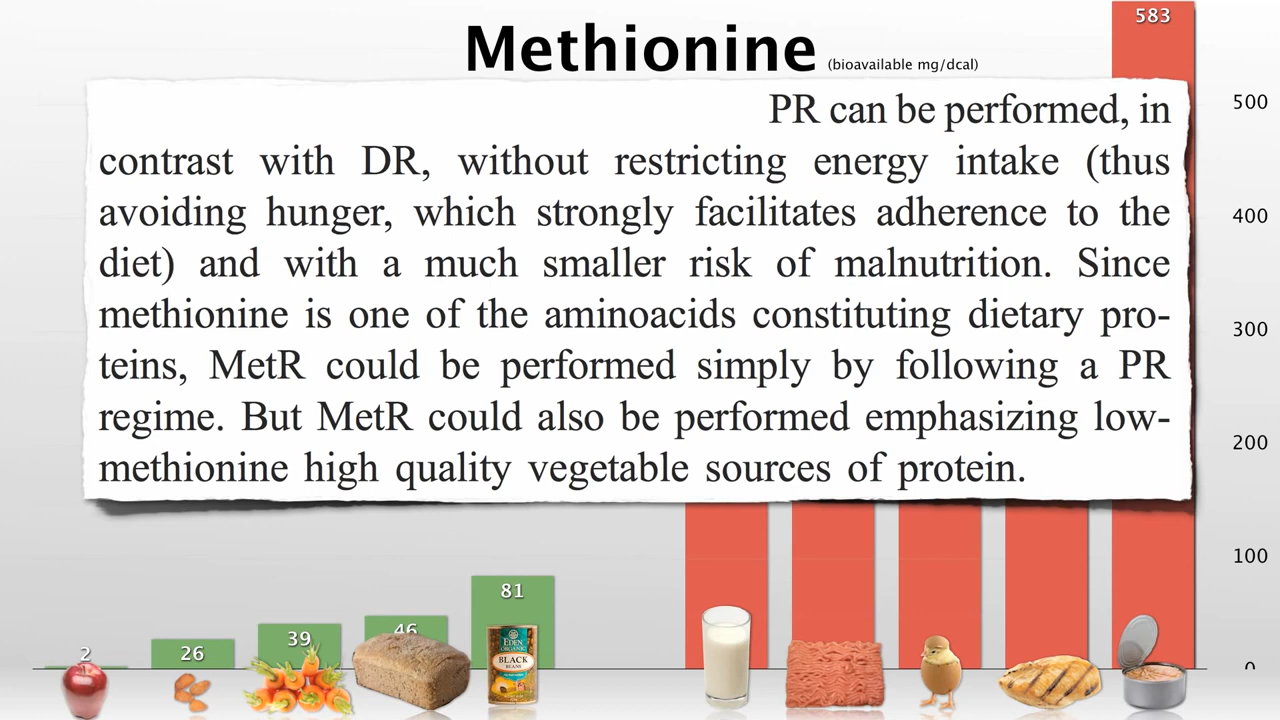 583
Methionine (bioavailable mg/dcal)
500
PR can be performed, in
contrast with DR, without restricting energy intake (thus
avoiding hunger, which strongly facilitates adherence to the
diet) and with a much smaller risk of malnutrition. Since
methionine is one of the aminoacids constituting dietary pro-
teins, MetR could be performed simply by following a PR
regime. But MetR could also be performed emphasizing low-
methionine high quality vegetable sources of protein.
400
300
200
100
0
2
26
39
46
81
EDEN
ORGANIC
BLACK
BEANS